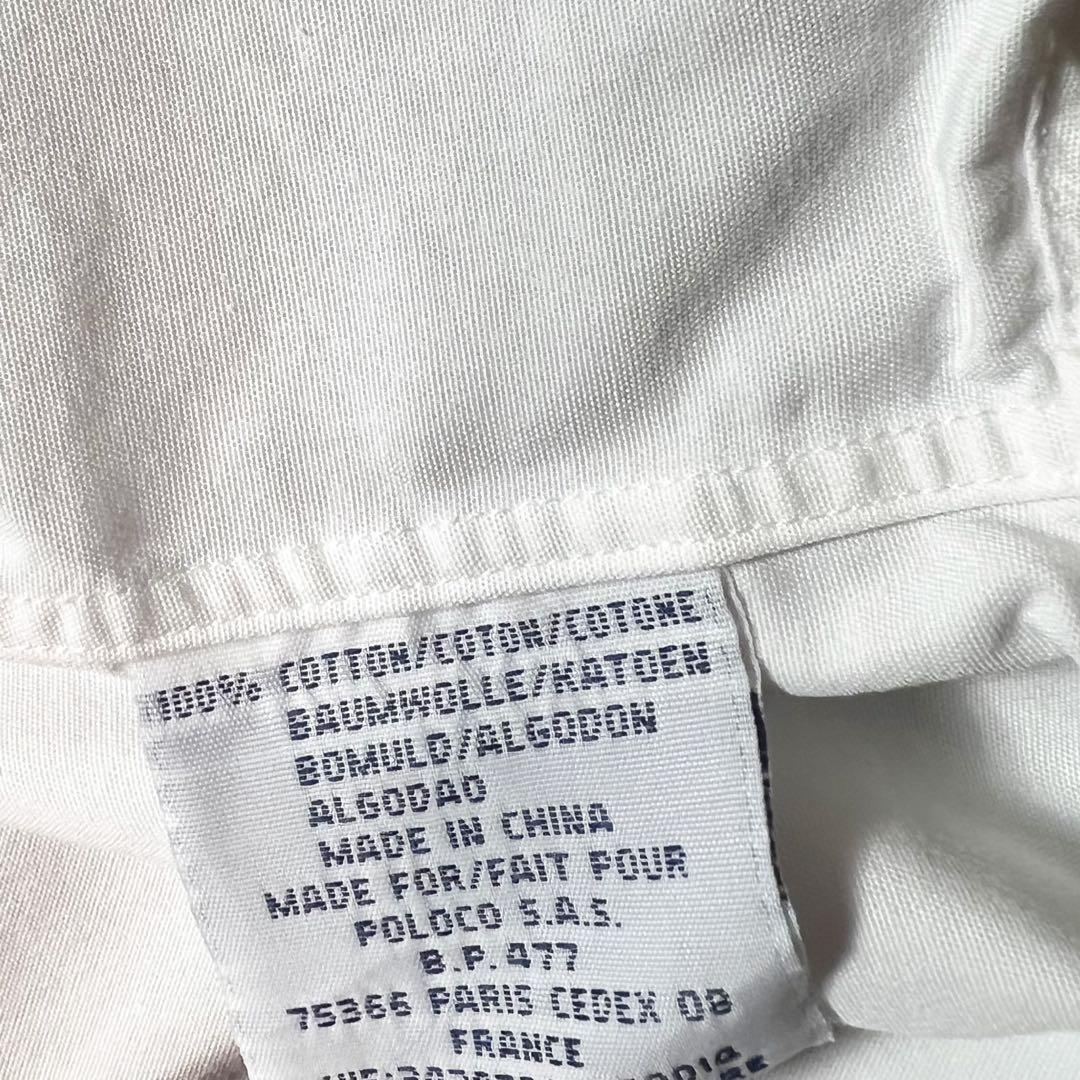 100% COTTON/COTON/COTONE
BAUMWOLLE/KATOEN
BOMULD/ALGODON
ALGODAO
MADE IN CHINA
MADE FOR/FAIT POUR
POLOCO S.A.S.
B.P. 477
75366 PARIS CEDEX 08
FRANCE